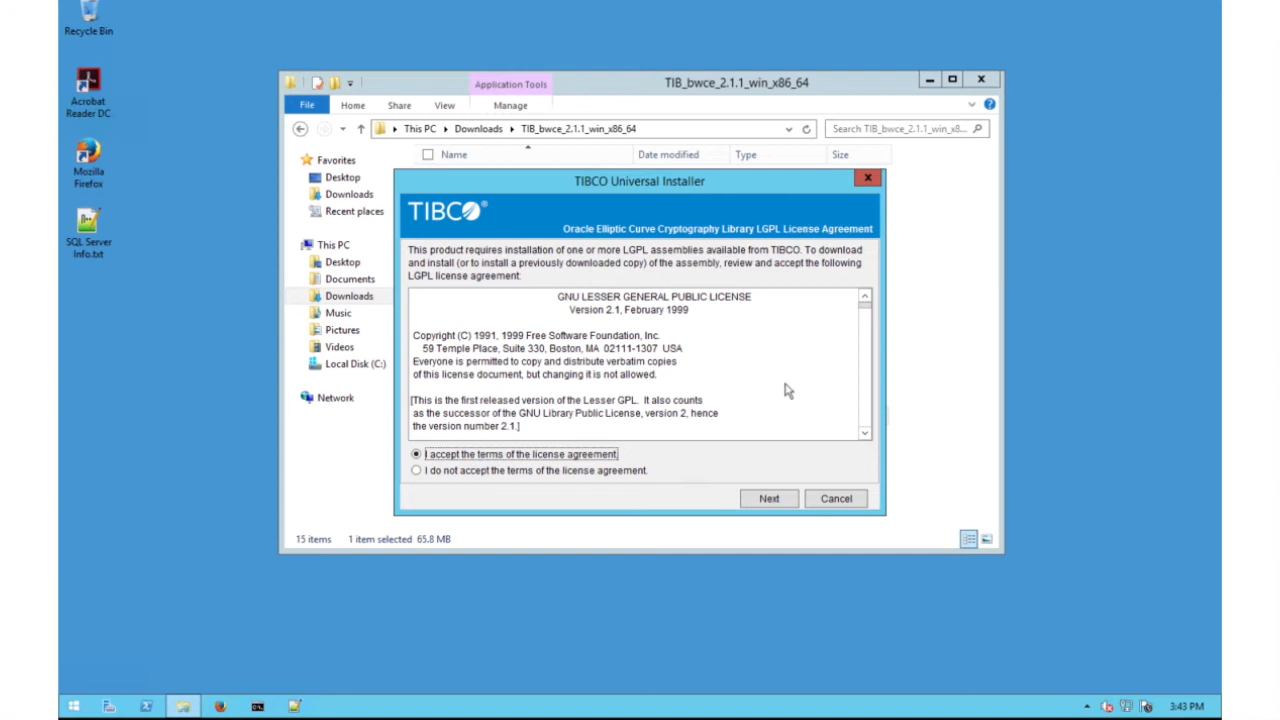 Recycle Bin
Acrobat
Reader DC
Mozilla
Firefox
SQL Server
Info.txt
Application Tools
TIB_bwce_2.1.1_win_x86_64
File
Home
Share
View
Manage
This PC
Downloads
TIB_bwce_2.1.1_win_x86_64
Search TIB_bwce_2.1.1_win_x8...
Name
Date modified
Type
Size
Favorites
Desktop
Downloads
Recent places
This PC
Desktop
Documents
Downloads
Music
Pictures
Videos
Local Disk (C:)
Network
TIBCO Universal Installer
TIBCO®
Oracle Elliptic Curve Cryptography Library LGPL License Agreement
This product requires installation of one or more LGPL assemblies available from TIBCO. To download
and install (or to install a previously downloaded copy) of the assembly, review and accept the following
LGPL license agreement:
GNU LESSER GENERAL PUBLIC LICENSE
Version 2.1, February 1999
Copyright (C) 1991, 1999 Free Software Foundation, Inc.
59 Temple Place, Suite 330, Boston, MA 02111-1307 USA
Everyone is permitted to copy and distribute verbatim copies
of this license document, but changing it is not allowed.
[This is the first released version of the Lesser GPL. It also counts
as the successor of the GNU Library Public License, version 2, hence
the version number 2.1.]
I accept the terms of the license agreement.
I do not accept the terms of the license agreement.
Next
Cancel
15 items
1 item selected 65.8 MB
3:43 PM